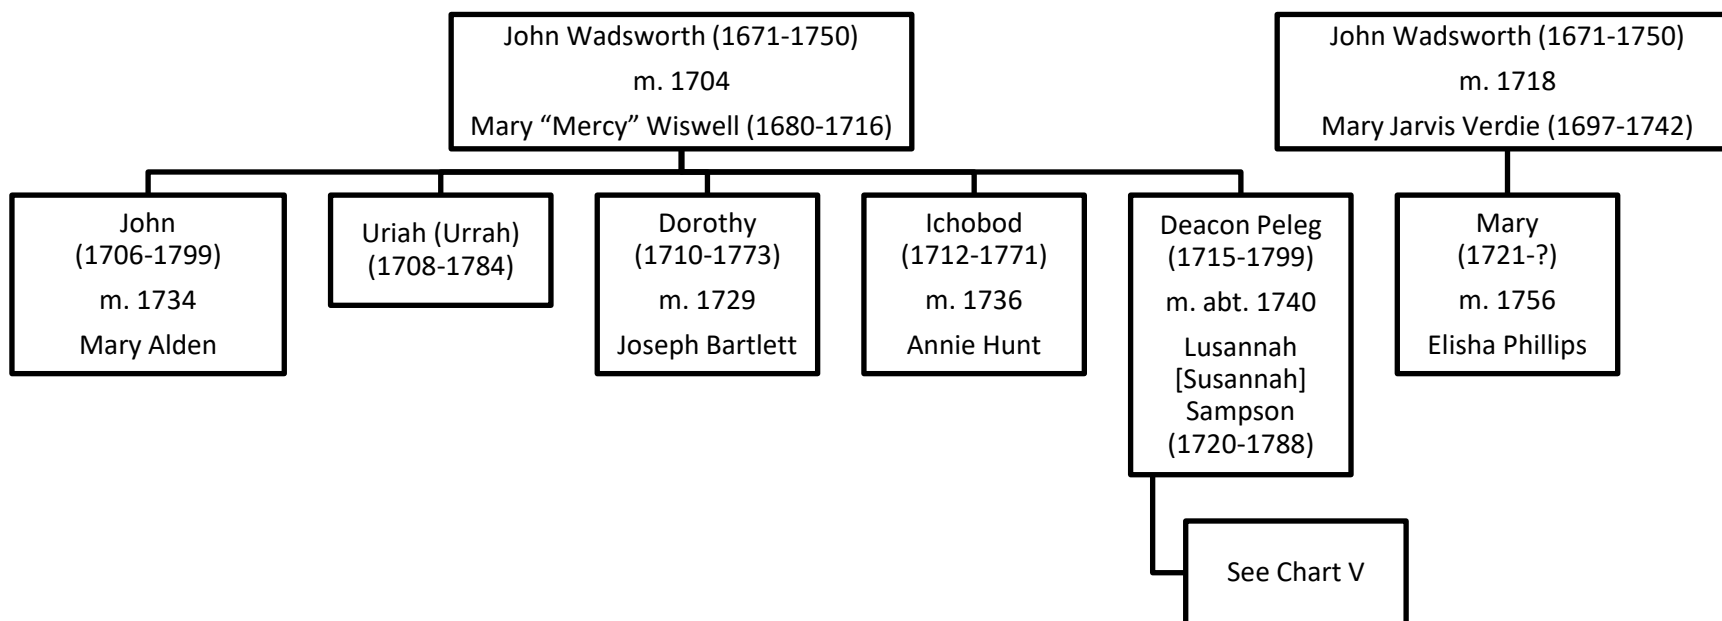 John Wadsworth (1671-1750)
m. 1704
Mary “Mercy” Wiswell (1680-1716)
John Wadsworth (1671-1750)
m. 1718
Mary Jarvis Verdie (1697-1742)
John
(1706-1799)
m. 1734
Mary Alden
Uriah (Urrah)
(1708-1784)
Dorothy
(1710-1773)
m. 1729
Joseph Bartlett
Ichobod
(1712-1771)
m. 1736
Annie Hunt
Deacon Peleg
(1715-1799)
m. abt. 1740
Lusannah
[Susannah]
Sampson
(1720-1788)
Mary
(1721-?)
m. 1756
Elisha Phillips
See Chart V